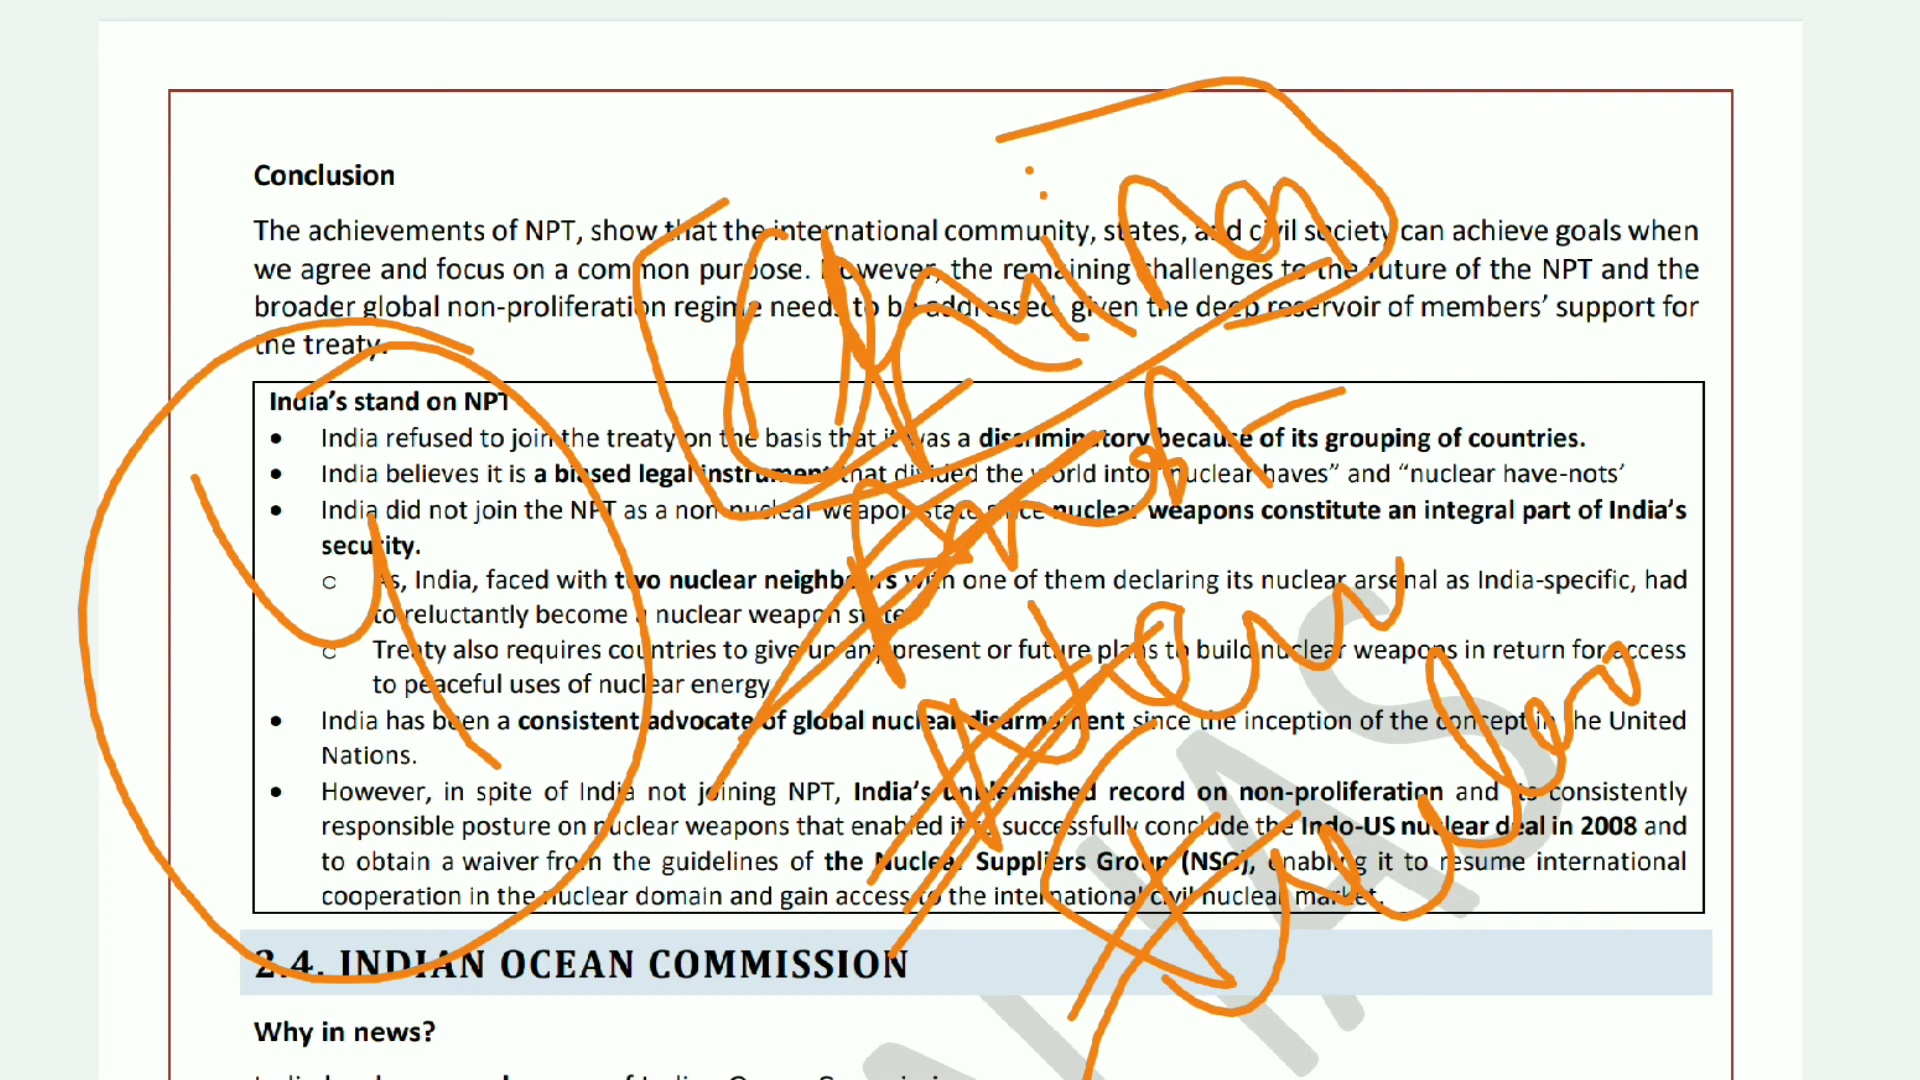 Conclusion
The achievements of NPT, show that the international community, states, and civil society can achieve goals when
we agree and focus on a common purpose. However, the remaining challenges to the future of the NPT and the
broader global non-proliferation regime needs to be addressed, given the deep reservoir of members’ support for
the treaty.
India’s stand on NPT
• India refused to join the treaty on the basis that it was a discriminatory because of its grouping of countries.
• India believes it is a biased legal instrument that divided the world into “nuclear haves” and “nuclear have-nots’
• India did not join the NPT as a non-nuclear weapon state since nuclear weapons constitute an integral part of India’s
security.
o As, India, faced with two nuclear neighbours with one of them declaring its nuclear arsenal as India-specific, had
to reluctantly become a nuclear weapon state.
o Treaty also requires countries to give up any present or future plans to build nuclear weapons in return for access
to peaceful uses of nuclear energy.
• India has been a consistent advocate of global nuclear disarmament since the inception of the concept in the United
Nations.
• However, in spite of India not joining NPT, India’s unblemished record on non-proliferation and its consistently
responsible posture on nuclear weapons that enabled it to successfully conclude the Indo-US nuclear deal in 2008 and
to obtain a waiver from the guidelines of the Nuclear Suppliers Group (NSG), enabling it to resume international
cooperation in the nuclear domain and gain access to the international civil nuclear market.
2.4. INDIAN OCEAN COMMISSION
Why in news?
China
4